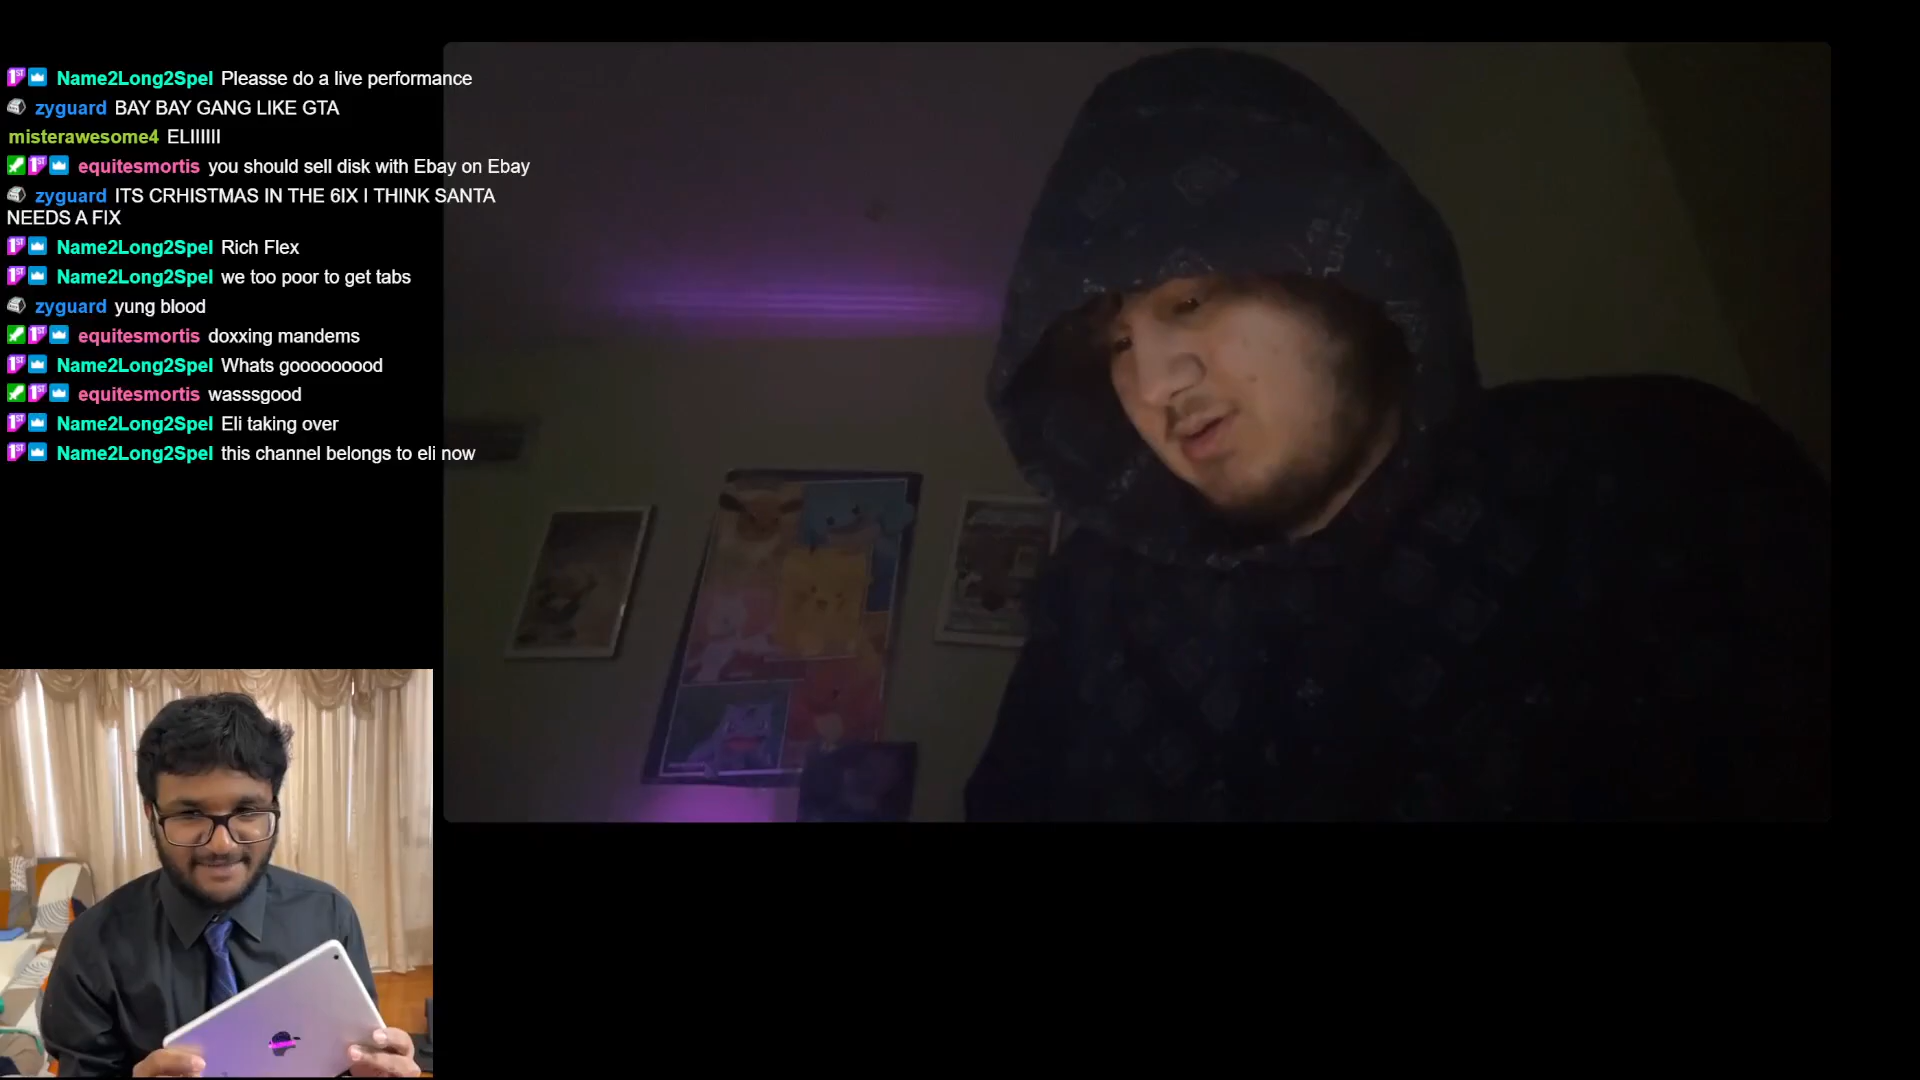 Name2Long2Spel Pleasse do a live performance
zyguard BAY BAY GANG LIKE GTA
misterawesome4 ELIIIIII
equitesmortis you should sell disk with Ebay on Ebay
zyguard ITS CRHISTMAS IN THE 6IX I THINK SANTA
NEEDS A FIX
Name2Long2Spel Rich Flex
Name2Long2Spel we too poor to get tabs
zyguard yung blood
equitesmortis doxxing mandems
Name2Long2Spel Whats gooooooood
equitesmortis wasssgood
Name2Long2Spel Eli taking over
Name2Long2Spel this channel belongs to eli now